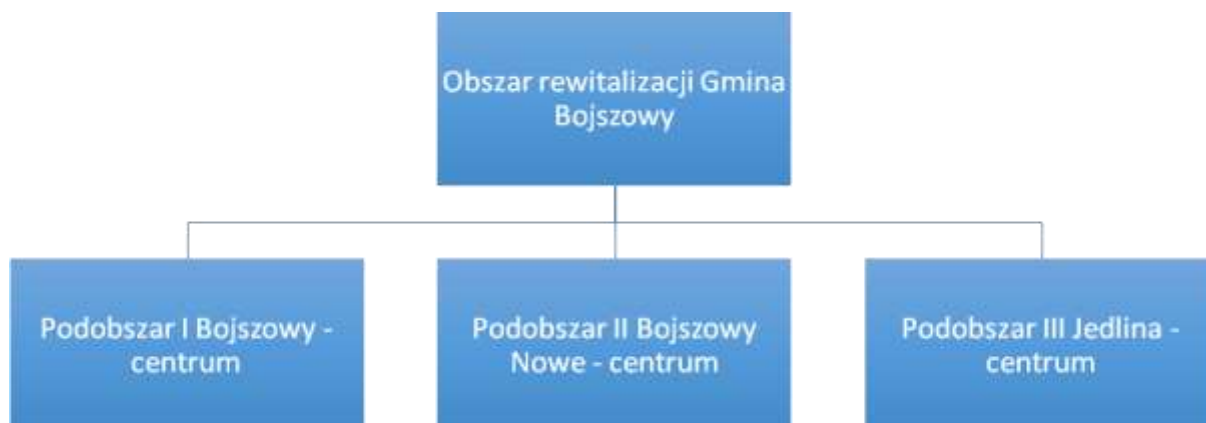 Obszar rewitalizacji Gmina
Bojszowy
Podobszar I Bojszowy -
centrum
Podobszar II Bojszowy
Nowe - centrum
Podobszar III Jedlina -
centrum